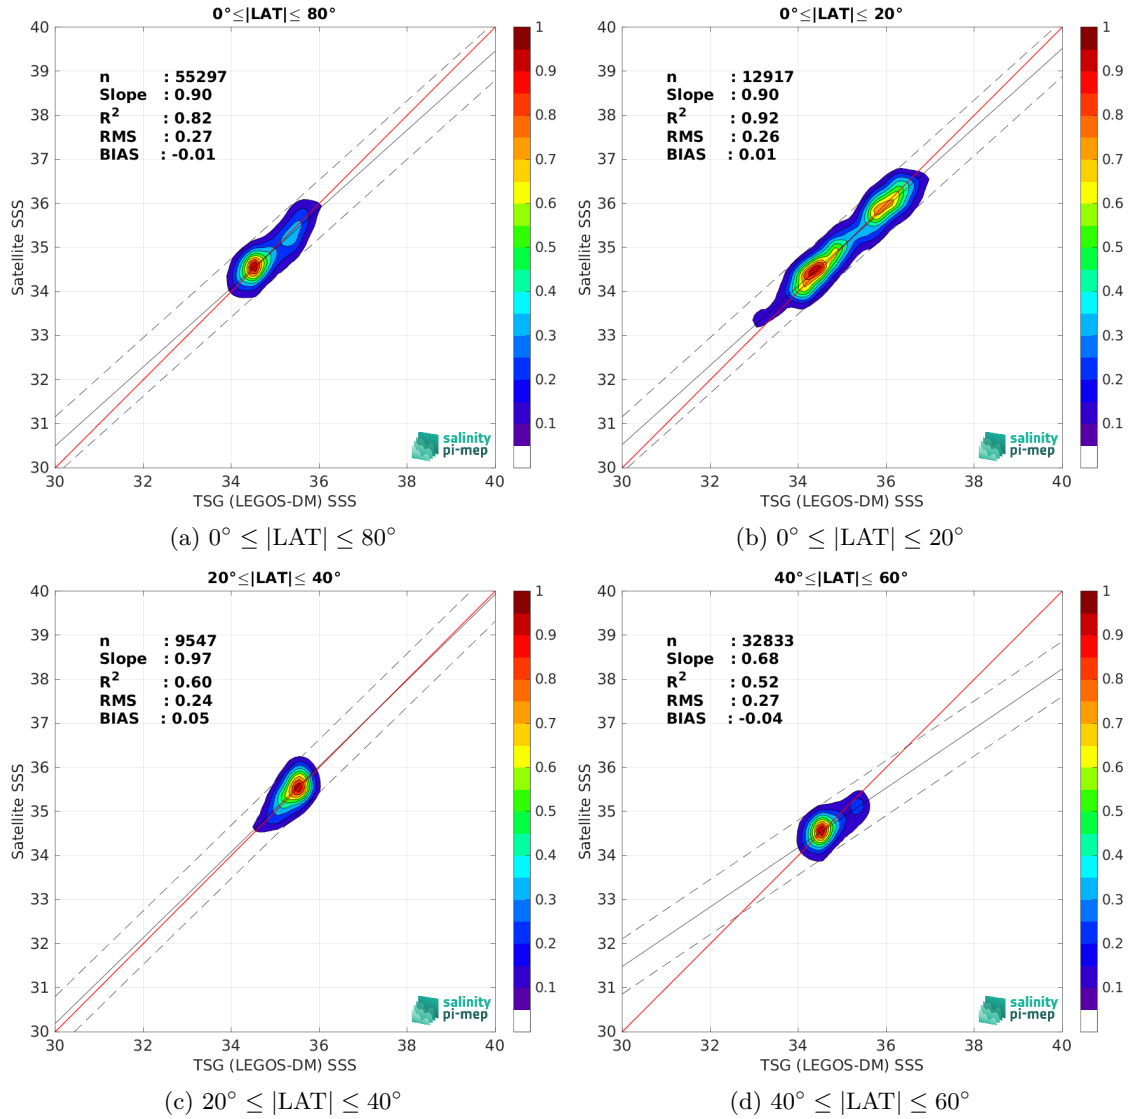 0°≤|LAT|≤ 80°
40
39
38
37
36
35
34
33
32
31
30
Satellite SSS
n : 55297
Slope : 0.90
R² : 0.82
RMS : 0.27
BIAS : -0.01
1
0.9
0.8
0.7
0.6
0.5
0.4
0.3
0.2
0.1
salinity
pi-mep
30 32 34 36 38 40
TSG (LEGOS-DM) SSS
(a) 0° ≤ |LAT| ≤ 80°
0°≤|LAT|≤ 20°
40
39
38
37
36
35
34
33
32
31
30
Satellite SSS
n : 12917
Slope : 0.90
R² : 0.92
RMS : 0.26
BIAS : 0.01
1
0.9
0.8
0.7
0.6
0.5
0.4
0.3
0.2
0.1
salinity
pi-mep
30 32 34 36 38 40
TSG (LEGOS-DM) SSS
(b) 0° ≤ |LAT| ≤ 20°
20°≤|LAT|≤ 40°
40
39
38
37
36
35
34
33
32
31
30
Satellite SSS
n : 9547
Slope : 0.97
R² : 0.60
RMS : 0.24
BIAS : 0.05
1
0.9
0.8
0.7
0.6
0.5
0.4
0.3
0.2
0.1
salinity
pi-mep
30 32 34 36 38 40
TSG (LEGOS-DM) SSS
(c) 20° ≤ |LAT| ≤ 40°
40°≤|LAT|≤ 60°
40
39
38
37
36
35
34
33
32
31
30
Satellite SSS
n : 32833
Slope : 0.68
R² : 0.52
RMS : 0.27
BIAS : -0.04
1
0.9
0.8
0.7
0.6
0.5
0.4
0.3
0.2
0.1
salinity
pi-mep
30 32 34 36 38 40
TSG (LEGOS-DM) SSS
(d) 40° ≤ |LAT| ≤ 60°